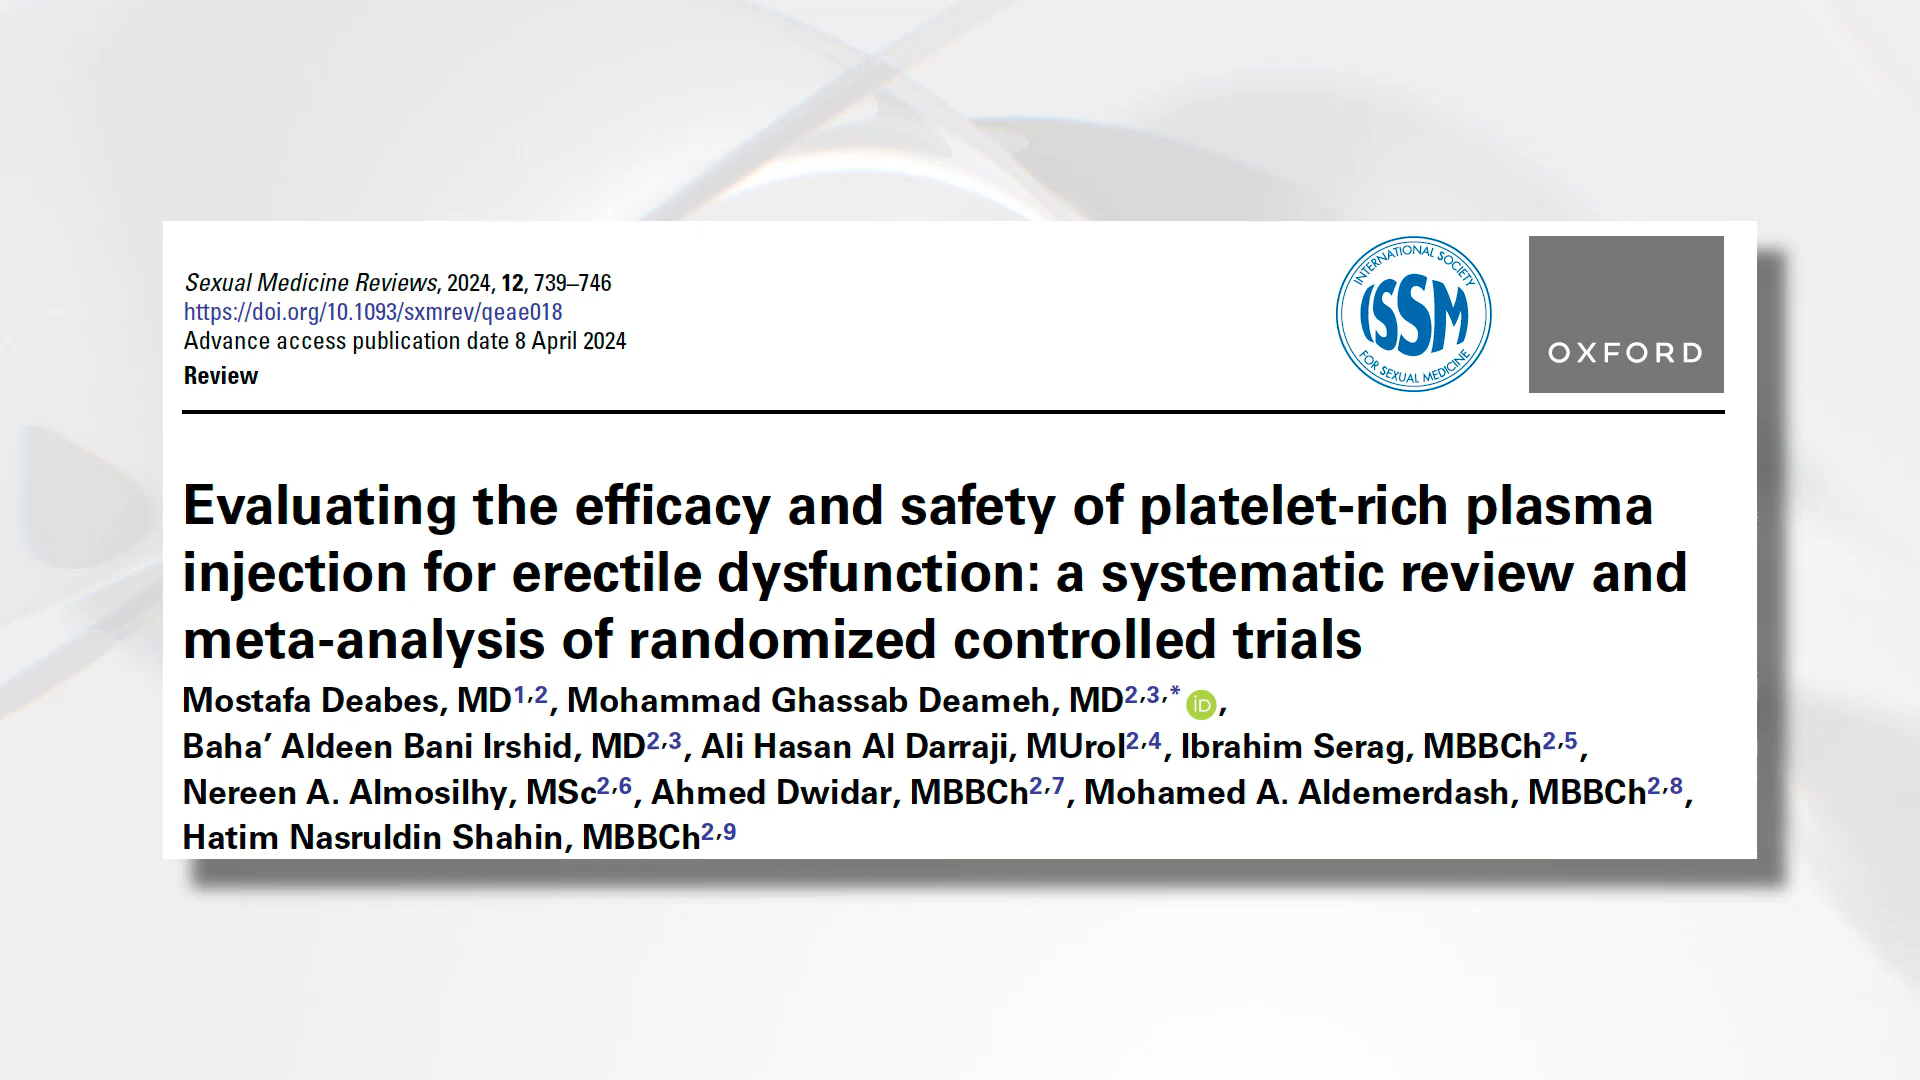 Sexual Medicine Reviews, 2024, 12, 739–746
https://doi.org/10.1093/sxmrev/qeae018
Advance access publication date 8 April 2024
Review
INTERNATIONAL SOCIETY
ISSM
FOR SEXUAL MEDICINE
OXFORD
Evaluating the efficacy and safety of platelet-rich plasma
injection for erectile dysfunction: a systematic review and
meta-analysis of randomized controlled trials
Mostafa Deabes, MD1,2, Mohammad Ghassab Deameh, MD2,3,* iD,
Baha’ Aldeen Bani Irshid, MD2,3, Ali Hasan Al Darraji, MUrol2,4, Ibrahim Serag, MBBCh2,5,
Nereen A. Almosilhy, MSc2,6, Ahmed Dwidar, MBBCh2,7, Mohamed A. Aldemerdash, MBBCh2,8,
Hatim Nasruldin Shahin, MBBCh2,9